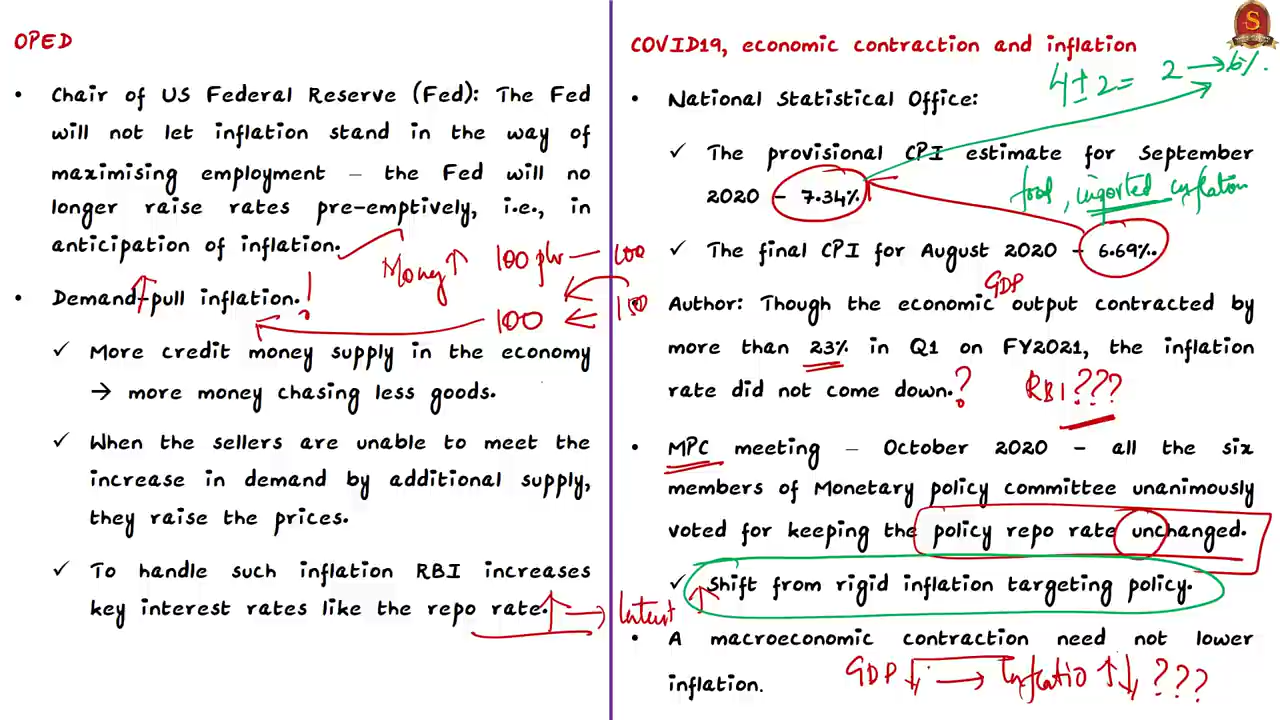 OPED
• Chair of US Federal Reserve (Fed): The Fed
will not let inflation stand in the way of
maximising employment – the Fed will no
longer raise rates pre-emptively, i.e., in
anticipation of inflation.
Money ↑ 100 — 100
• Demand-pull inflation. !
100 150
✓ More credit money supply in the economy
→ more money chasing less goods.
✓ When the sellers are unable to meet the
increase in demand by additional supply,
they raise the prices.
✓ To handle such inflation RBI increases
key interest rates like the repo rate. ↑ →
S
COVID19, economic contraction and inflation
4 ± 2 = 2 → 6%.
• National Statistical Office:
✓ The provisional CPI estimate for September
2020 – 7.34%
food, imported inflation
✓ The final CPI for August 2020 – 6.69%.
GDP
• Author: Though the economic output contracted by
more than 23% in Q1 on FY2021, the inflation
rate did not come down. ? RBI ???
• MPC meeting – October 2020 – all the six
members of Monetary policy committee unanimously
voted for keeping the policy repo rate unchanged.
✓ Shift from rigid inflation targeting policy.
• A macroeconomic contraction need not lower
inflation.
GDP ↓ → Inflatio ↑ ↓ ???